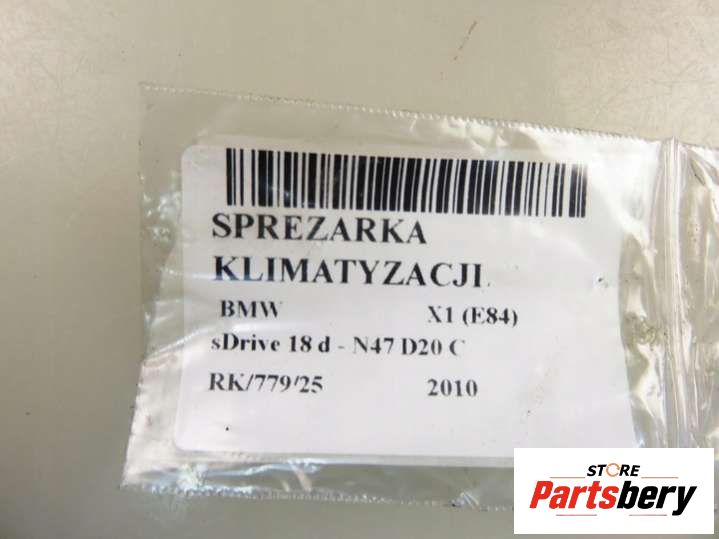 SPREZARKA
KLIMATYZACJI
BMW X1 (E84)
sDrive 18 d - N47 D20 C
RK/779/25 2010
STORE
Partsbery